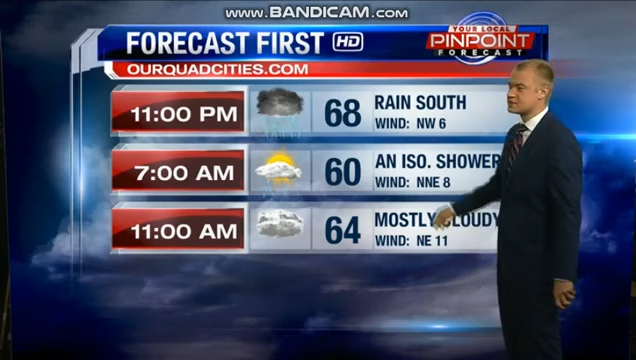 www.BANDICAM.com
FORECAST FIRST HD
YOUR LOCAL
PINPOINT
FORECAST
OURQUADCITIES.COM
11:00 PM 68 RAIN SOUTH
WIND: NW 6
7:00 AM 60 AN ISO. SHOWER
WIND: NNE 8
11:00 AM 64 MOSTLY CLOUDY
WIND: NE 11